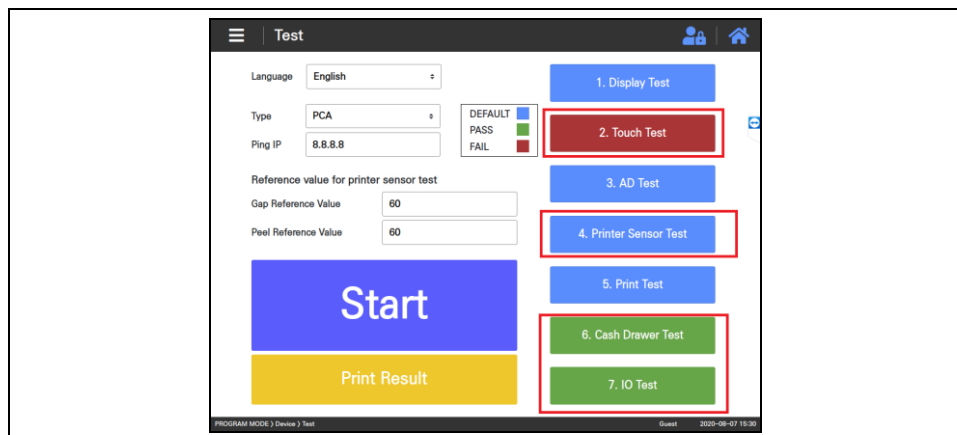 Test
Language English
Type PCA
Ping IP 8.8.8.8
DEFAULT
PASS
FAIL
Reference value for printer sensor test
Gap Reference Value 60
Peel Reference Value 60
Start
Print Result
1. Display Test
2. Touch Test
3. AD Test
4. Printer Sensor Test
5. Print Test
6. Cash Drawer Test
7. IO Test
PROGRAM MODE ) Device ) Test Guest 2020-08-07 15:30